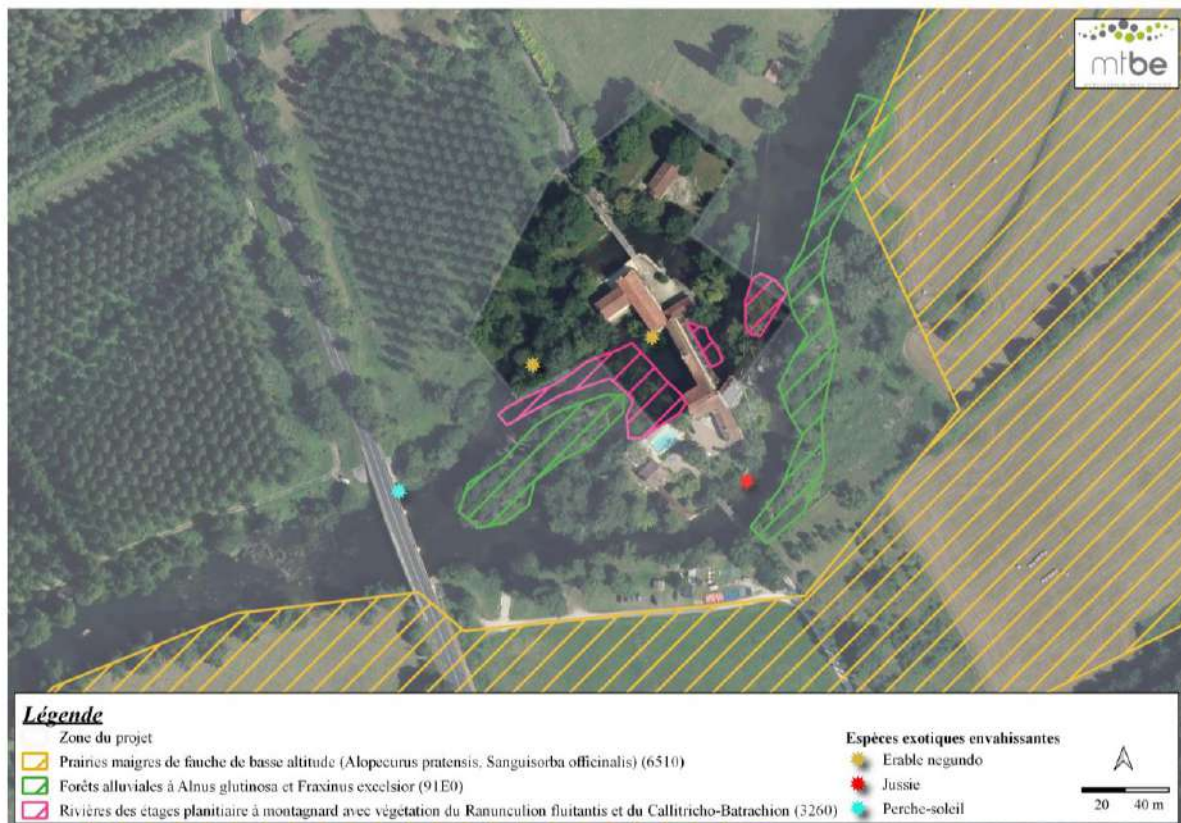 mtbe
Légende
Zone du projet
Prairies maigres de fauche de basse altitude (Alopecurus pratensis, Sanguisorba officinalis) (6510)
Forêts alluviales à Alnus glutinosa et Fraxinus excelsior (91E0)
Rivières des étages planitiaire à montagnard avec végétation du Ranunculion fluitantis et du Callitricho-Batrachion (3260)
Espèces exotiques envahissantes
Erable negundo
Jussie
Perche-soleil
20 40 m